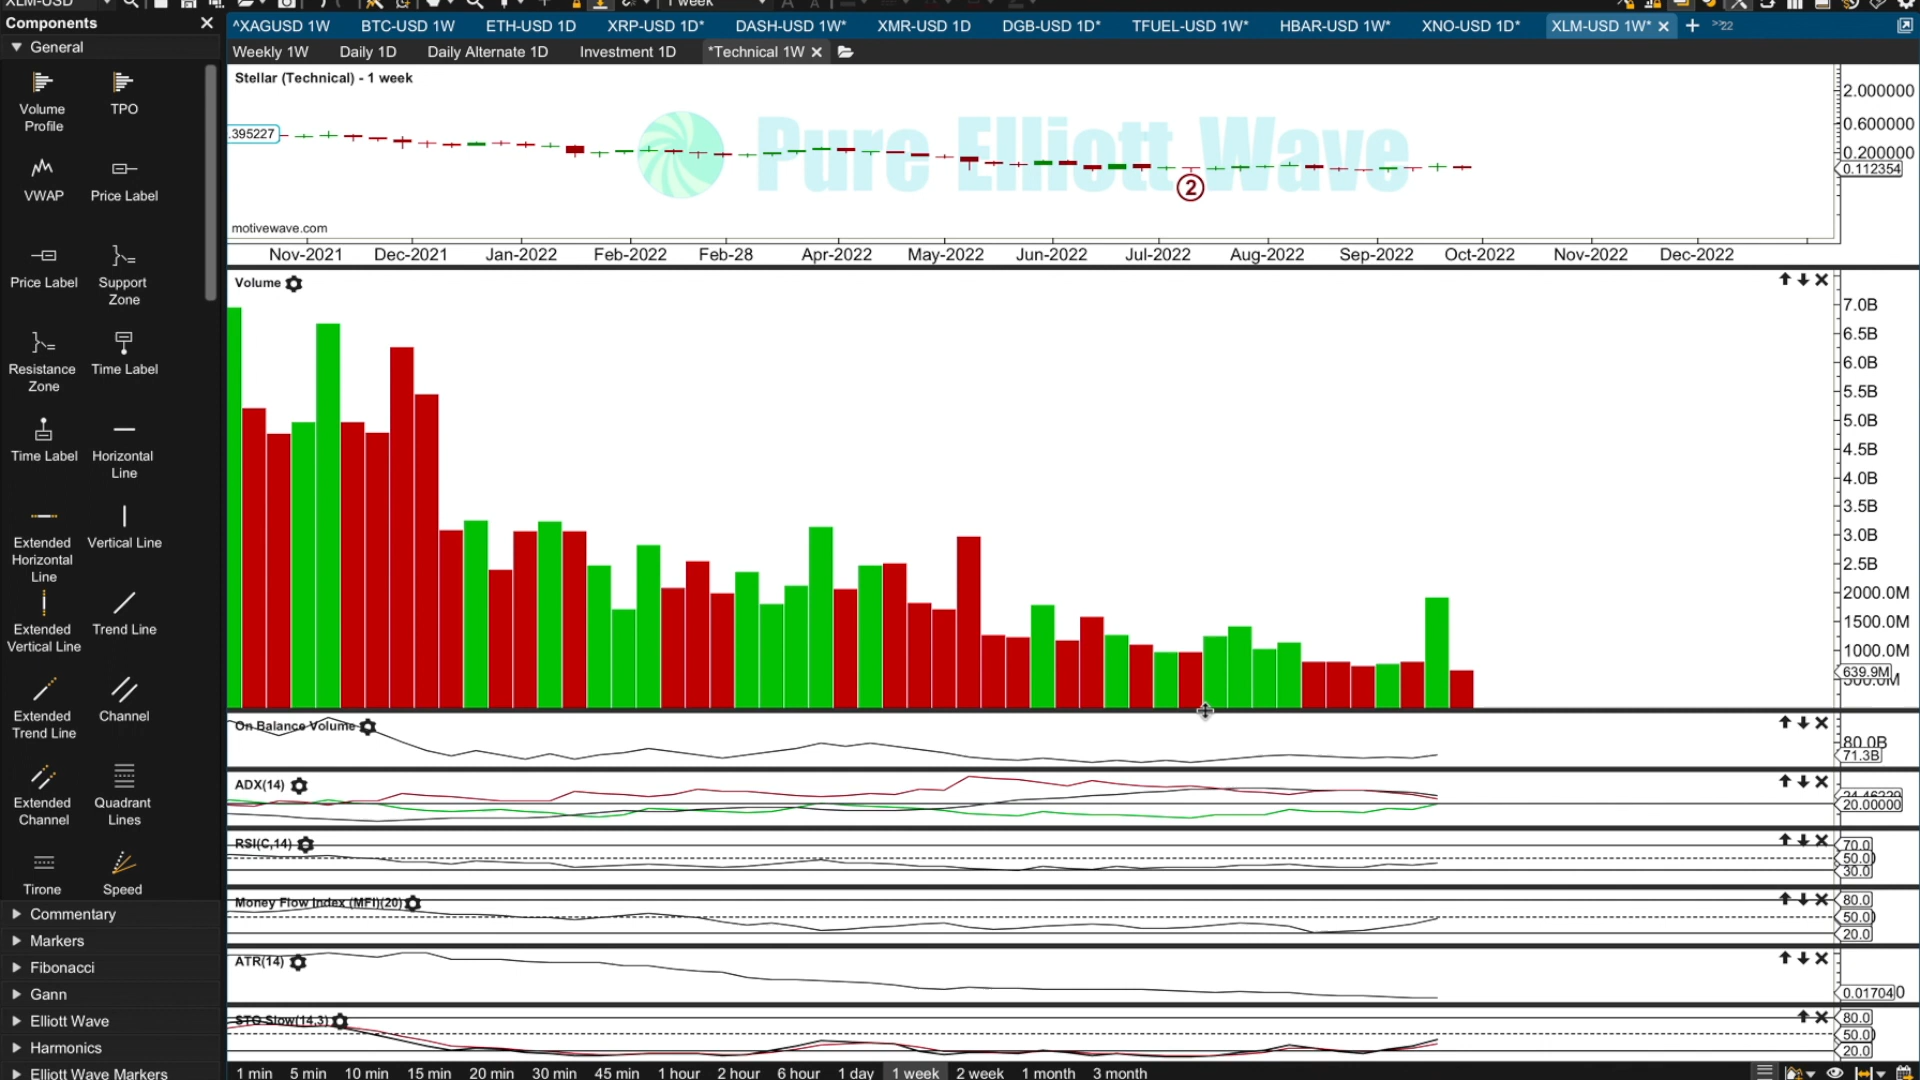 XLM-USD
1 week
Components
^XAGUSD 1W
BTC-USD 1W
ETH-USD 1D
XRP-USD 1D*
DASH-USD 1W*
XMR-USD 1D
DGB-USD 1D*
TFUEL-USD 1W*
HBAR-USD 1W*
XNO-USD 1D*
XLM-USD 1W*
»22
General
Weekly 1W
Daily 1D
Daily Alternate 1D
Investment 1D
*Technical 1W
Volume Profile
TPO
VWAP
Price Label
Price Label
Support Zone
Resistance Zone
Time Label
Time Label
Horizontal Line
Extended Horizontal Line
Vertical Line
Extended Vertical Line
Trend Line
Extended Trend Line
Channel
Extended Channel
Quadrant Lines
Tirone
Speed
Commentary
Markers
Fibonacci
Gann
Elliott Wave
Harmonics
Elliott Wave Markers
Stellar (Technical) - 1 week
.395227
Pure Elliott Wave
2
motivewave.com
2.000000
0.600000
0.200000
0.112354
Nov-2021
Dec-2021
Jan-2022
Feb-2022
Feb-28
Apr-2022
May-2022
Jun-2022
Jul-2022
Aug-2022
Sep-2022
Oct-2022
Nov-2022
Dec-2022
Volume
7.0B
6.5B
6.0B
5.5B
5.0B
4.5B
4.0B
3.5B
3.0B
2.5B
2000.0M
1500.0M
1000.0M
639.9M
On Balance Volume
80.0B
71.3B
ADX(14)
20.00000
RSI(C,14)
70.0
50.0
30.0
Money Flow Index (MFI)(20)
80.0
50.0
20.0
ATR(14)
0.01704
STO Slow(14,3)
80.0
50.0
20.0
1 min
5 min
10 min
15 min
20 min
30 min
45 min
1 hour
2 hour
6 hour
1 day
1 week
2 week
1 month
3 month